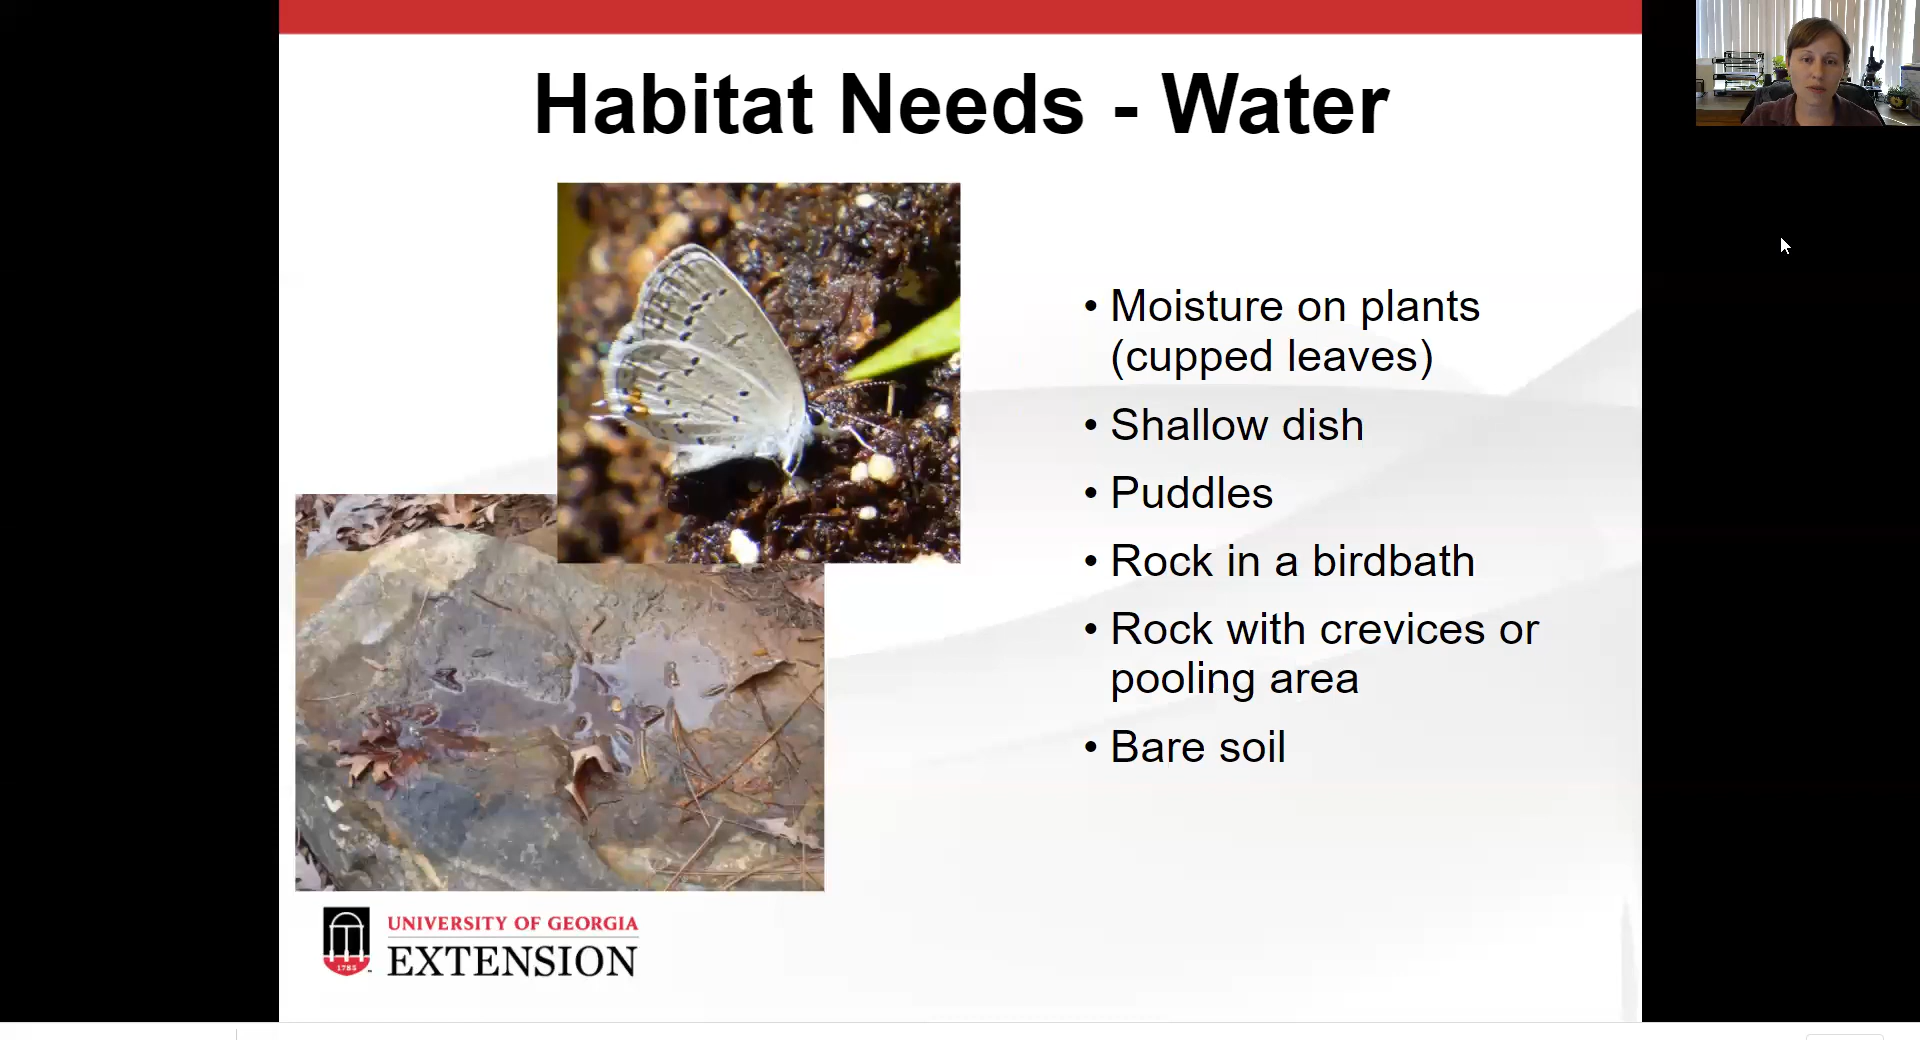 Habitat Needs - Water
• Moisture on plants
(cupped leaves)
• Shallow dish
• Puddles
• Rock in a birdbath
• Rock with crevices or
pooling area
• Bare soil
1785
UNIVERSITY OF GEORGIA
EXTENSION